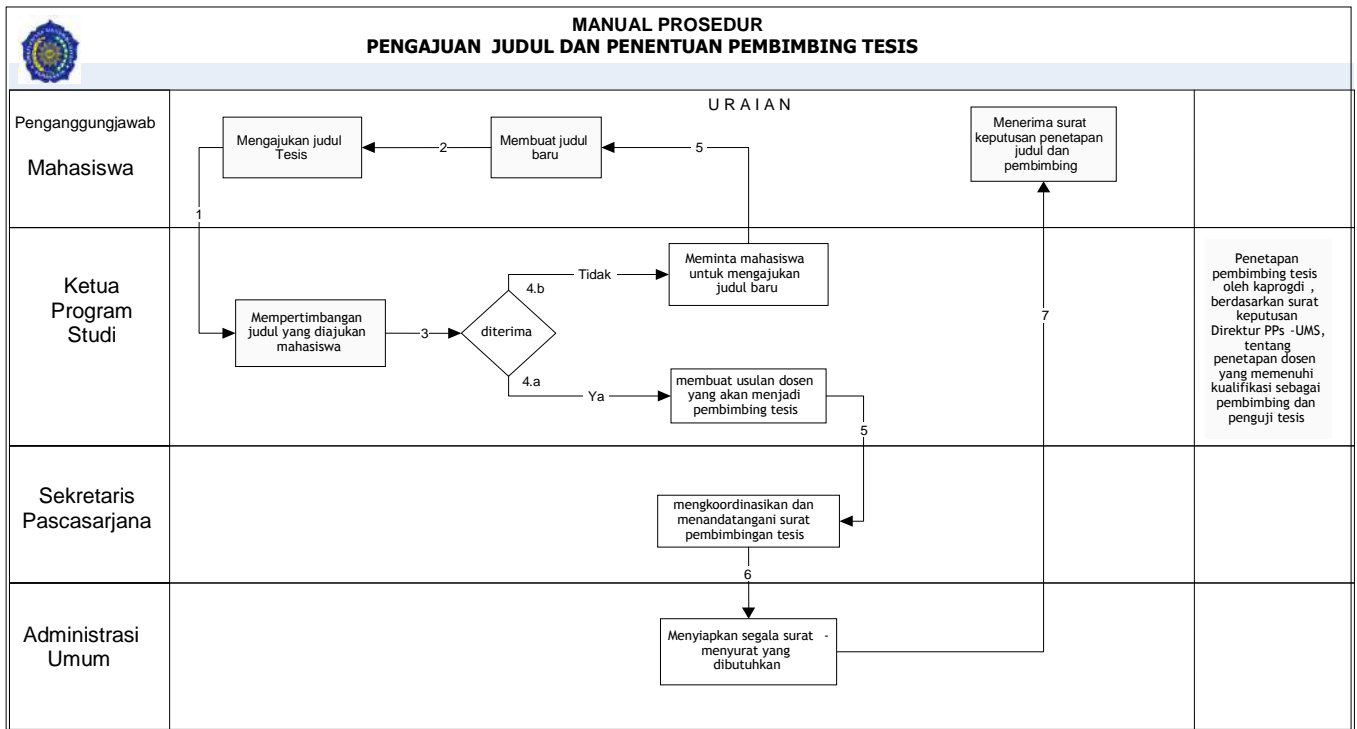 MANUAL PROSEDUR
PENGAJUAN JUDUL DAN PENENTUAN PEMBIMBING TESIS
Penganggungjawab
U R A I A N
Mahasiswa
Mengajukan judul
Tesis
2
Membuat judul
baru
5
Menerima surat
keputusan penetapan
judul dan
pembimbing
1
Ketua
Program
Studi
Mempertimbangan
judul yang diajukan
mahasiswa
3
diterima
4.b
Tidak
Meminta mahasiswa
untuk mengajukan
judul baru
4.a
Ya
membuat usulan dosen
yang akan menjadi
pembimbing tesis
5
7
Penetapan
pembimbing tesis
oleh kaprogdi ,
berdasarkan surat
keputusan
Direktur PPs -UMS,
tentang
penetapan dosen
yang memenuhi
kualifikasi sebagai
pembimbing dan
penguji tesis
Sekretaris
Pascasarjana
mengkoordinasikan dan
menandatangani surat
pembimbingan tesis
6
Administrasi
Umum
Menyiapkan segala surat -
menyurat yang
dibutuhkan